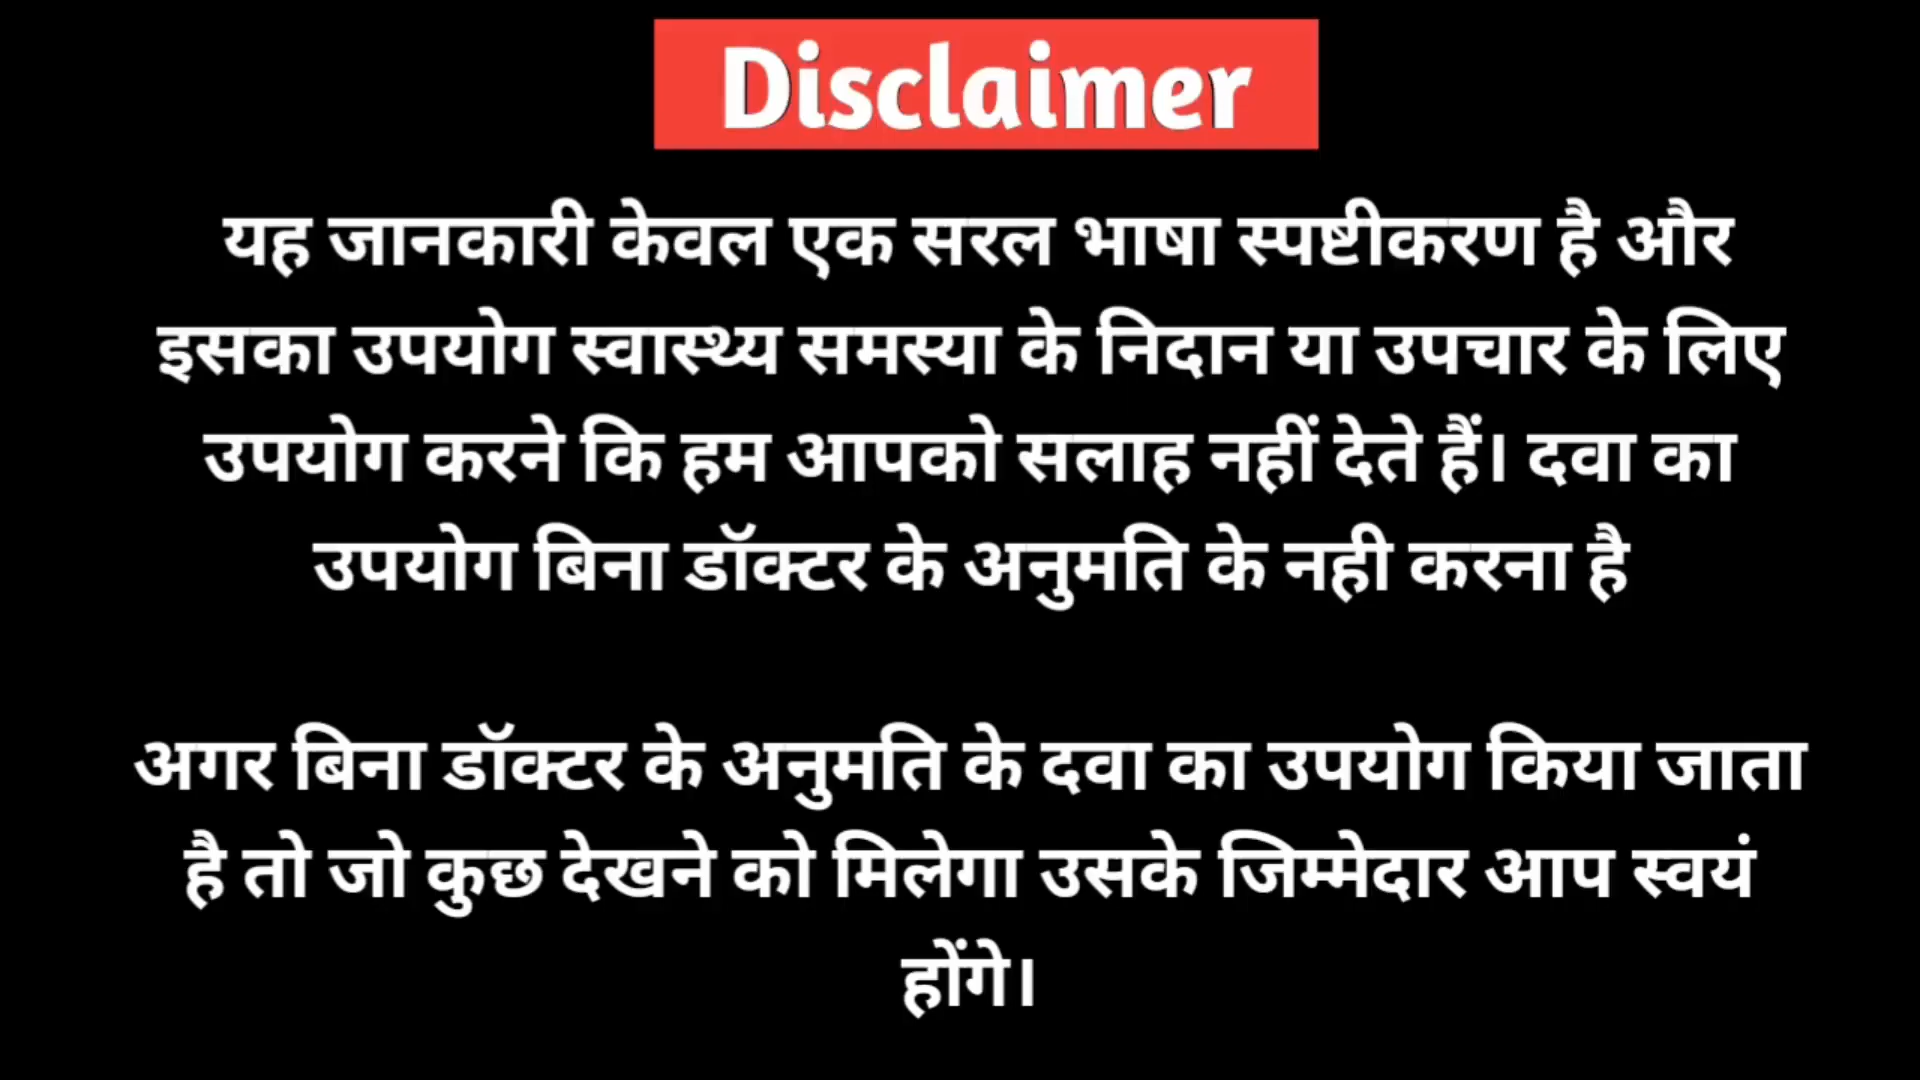 Disclaimer
यह जानकारी केवल एक सरल भाषा स्पष्टीकरण है और
इसका उपयोग स्वास्थ्य समस्या के निदान या उपचार के लिए
उपयोग करने कि हम आपको सलाह नहीं देते हैं। दवा का
उपयोग बिना डॉक्टर के अनुमति के नही करना है
अगर बिना डॉक्टर के अनुमति के दवा का उपयोग किया जाता
है तो जो कुछ देखने को मिलेगा उसके जिम्मेदार आप स्वयं
होंगे।